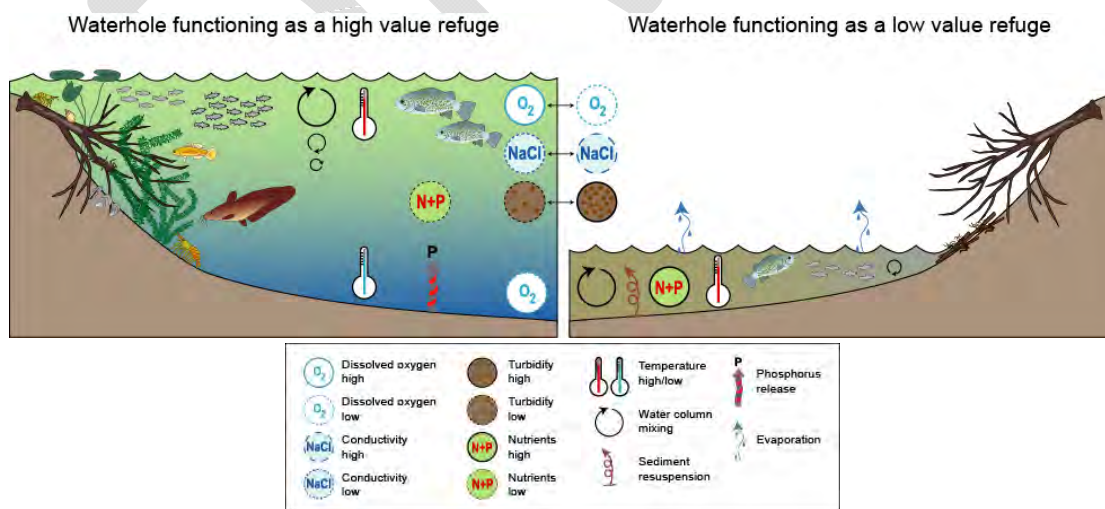 Waterhole functioning as a high value refuge
Waterhole functioning as a low value refuge
O₂
O₂
NaCl
NaCl
N+P
P
O₂
N+P
O₂
Dissolved oxygen
high
O₂
Dissolved oxygen
low
NaCl
Conductivity
high
NaCl
Conductivity
low
Turbidity
high
Turbidity
low
N+P
Nutrients
high
N+P
Nutrients
low
Temperature
high/low
Water column
mixing
Sediment
resuspension
P
Phosphorus
release
Evaporation